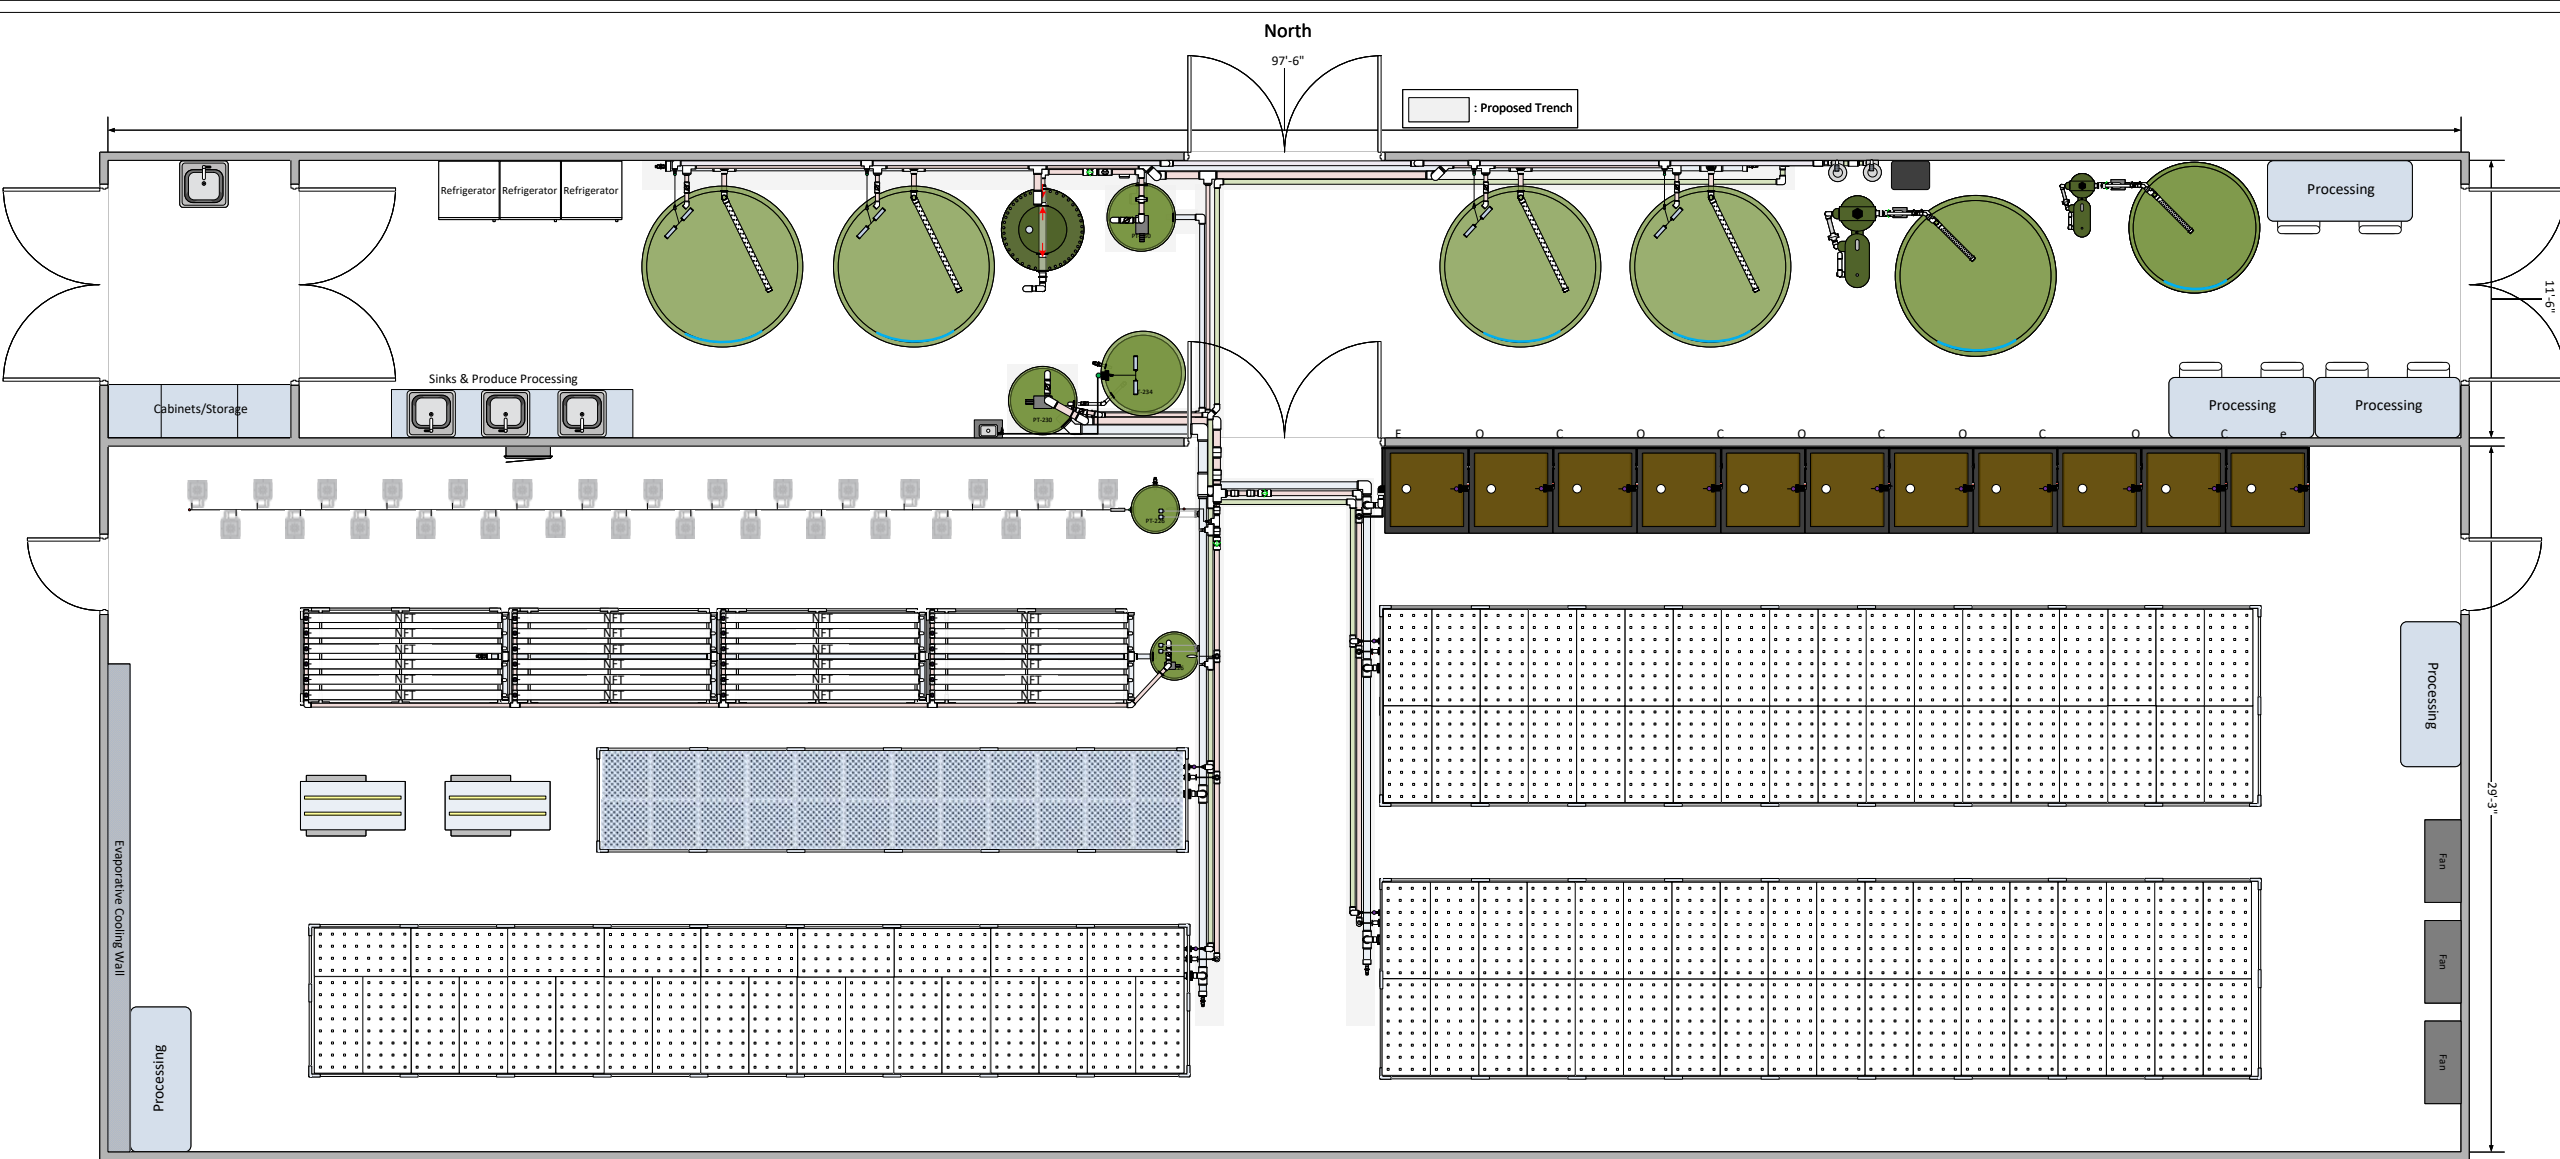 North
97'-6"
: Proposed Trench
Refrigerator
Refrigerator
Refrigerator
Processing
11'-6"
Sinks & Produce Processing
Cabinets/Storage
PT-230
Processing
Processing
F O C O C O C O C O C e
NFT NFT NFT NFT
NFT NFT NFT NFT
NFT NFT NFT NFT
NFT NFT NFT NFT
NFT NFT NFT NFT
NFT NFT NFT NFT
Processing
29'-3"
Evaporative Cooling Wall
Fan
Fan
Fan
Processing